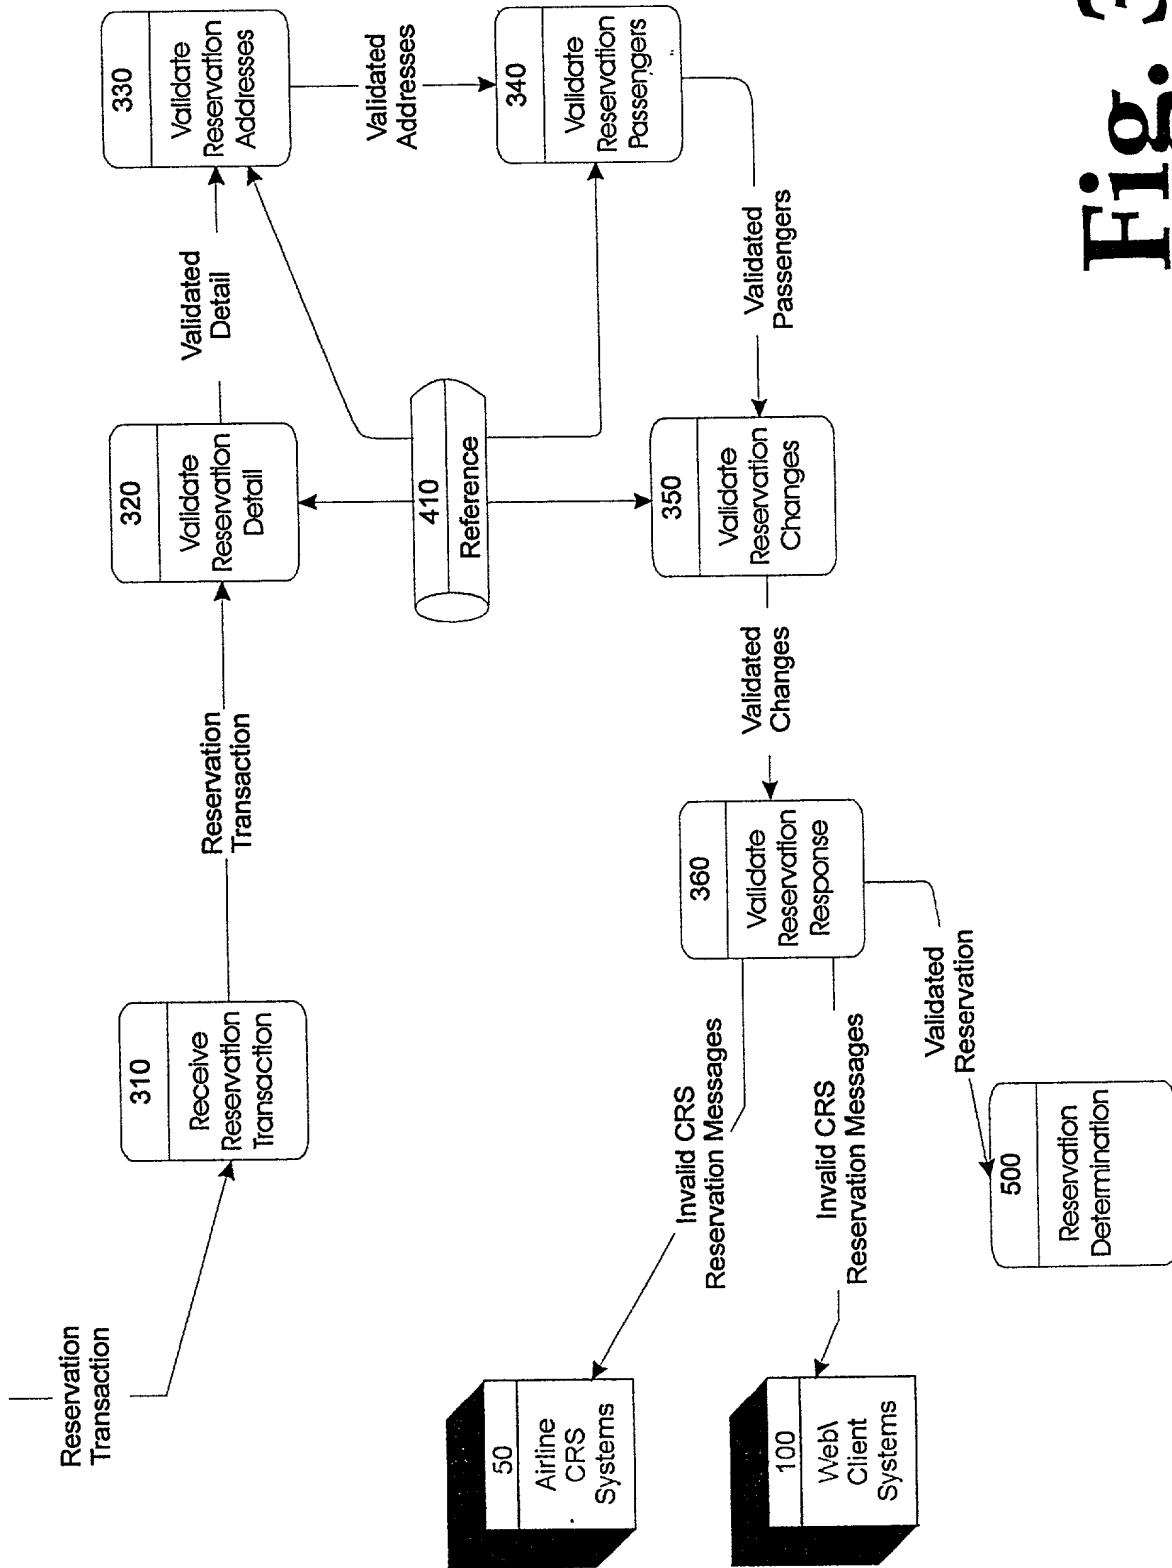 Reservation
Transaction
310
Receive
Reservation
Transaction
Reservation
Transaction
320
Validate
Reservation
Detail
Validated
Detail
330
Validate
Reservation
Addresses
Validated
Addresses
340
Validate
Reservation
Passengers
410
Reference
Validated
Passengers
350
Validate
Reservation
Changes
Validated
Changes
360
Validate
Reservation
Response
Invalid CRS
Reservation Messages
50
Airline
CRS
Systems
Invalid CRS
Reservation Messages
100
Web\
Client
Systems
Validated
Reservation
500
Reservation
Determination
Fig. 3